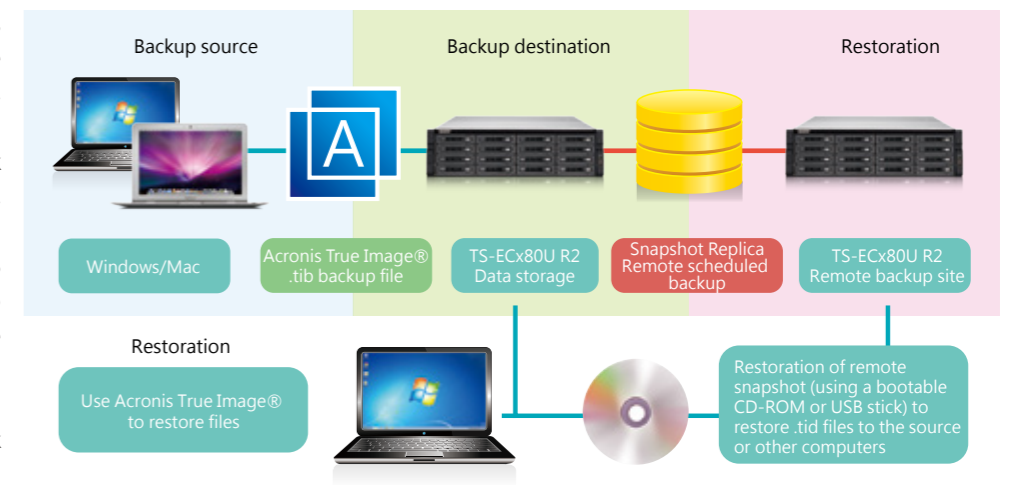 Backup source
Backup destination
Restoration
A
Windows/Mac
Acronis True Image®
.tib backup file
TS-ECx80U R2
Data storage
Snapshot Replica
Remote scheduled
backup
TS-ECx80U R2
Remote backup site
Restoration
Use Acronis True Image®
to restore files
Restoration of remote
snapshot (using a bootable
CD-ROM or USB stick) to
restore .tid files to the source
or other computers